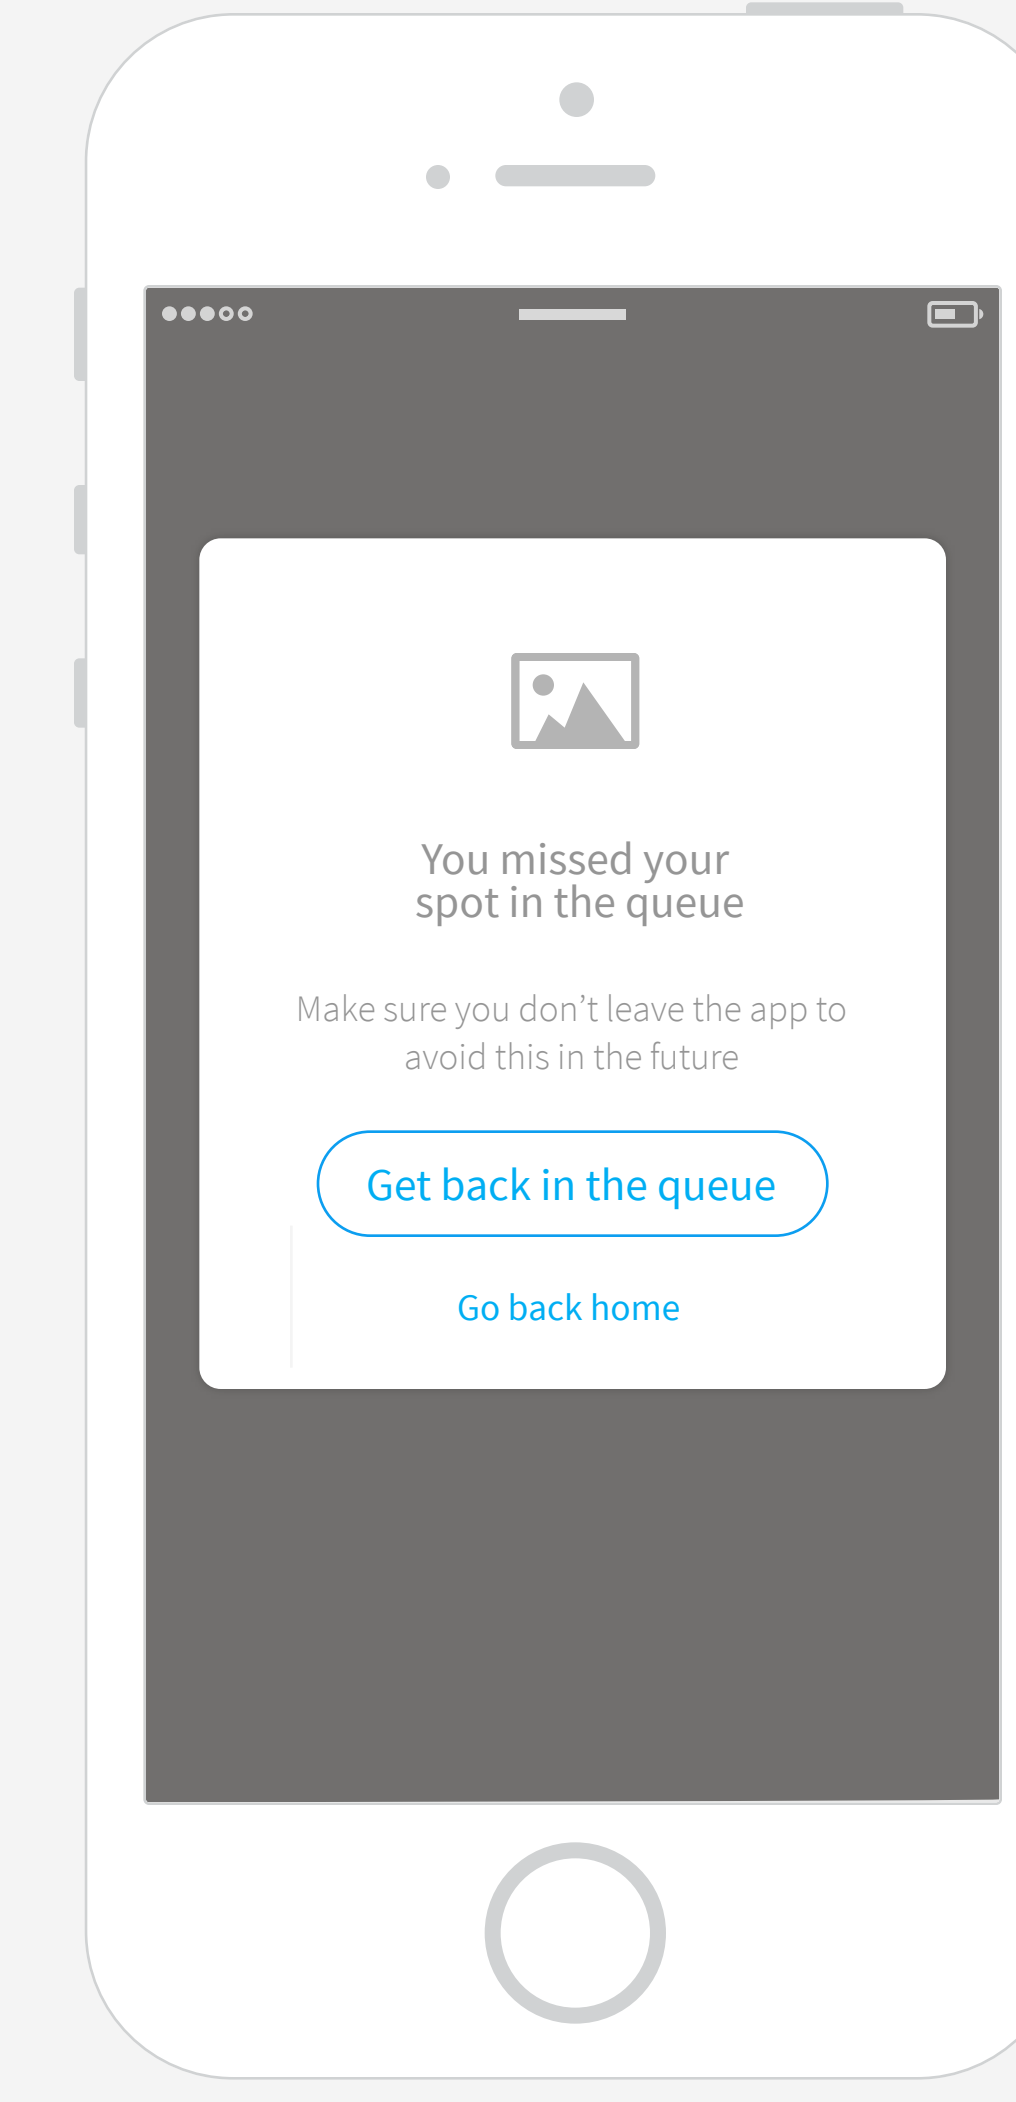 You missed your
spot in the queue
Make sure you don’t leave the app to
avoid this in the future
Get back in the queue
Go back home